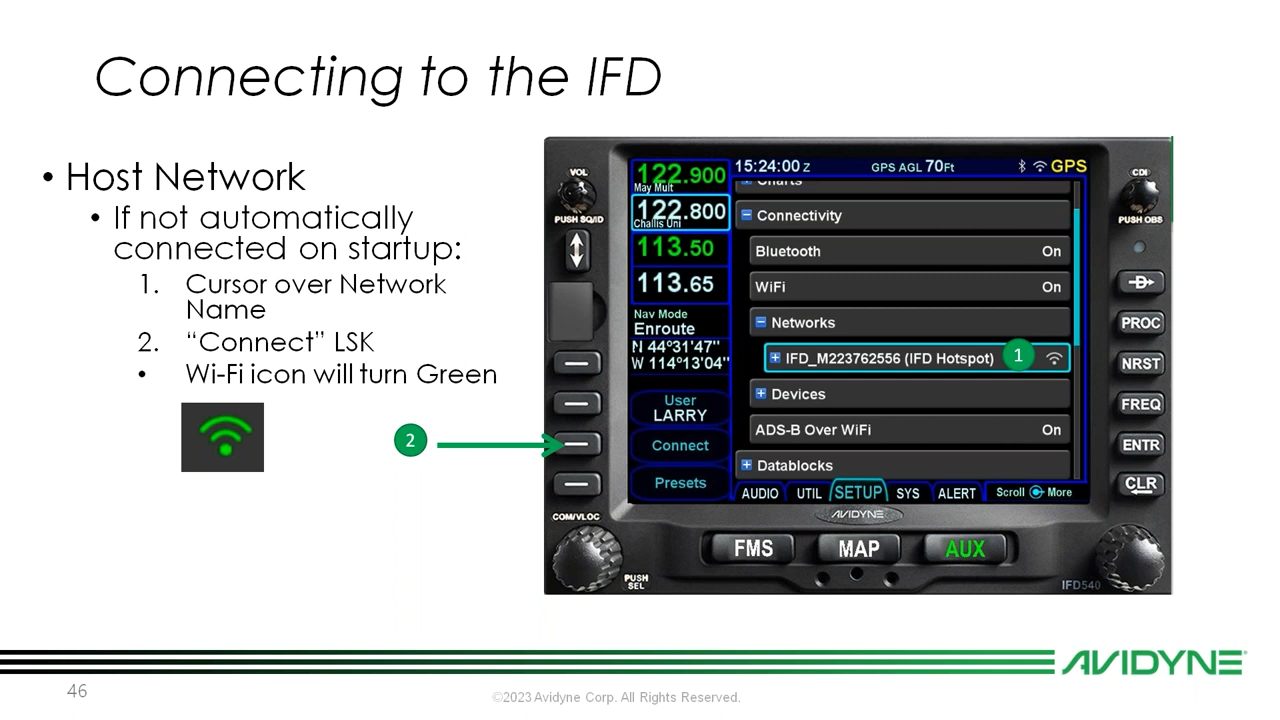 Connecting to the IFD
• Host Network
• If not automatically
connected on startup:
1. Cursor over Network
Name
2. “Connect” LSK
• Wi-Fi icon will turn Green
2
VOL
PUSH SQ/ID
122.900
May Mult
122.800
Challis Uni
113.50
113.65
Nav Mode
Enroute
N 44°31'47"
W 114°13'04"
User
LARRY
Connect
Presets
15:24:00 Z
GPS AGL 70Ft
GPS
Charts
Connectivity
Bluetooth On
WiFi On
Networks
IFD_M223762556 (IFD Hotspot) 1
Devices
ADS-B Over WiFi On
Datablocks
AUDIO UTIL SETUP SYS ALERT Scroll More
CDI
PUSH OBS
D
PROC
NRST
FREQ
ENTR
CLR
AVIDYNE
COM/VLOC
PUSH
SEL
FMS MAP AUX
IFD540
AVIDYNE
46
©2023 Avidyne Corp. All Rights Reserved.